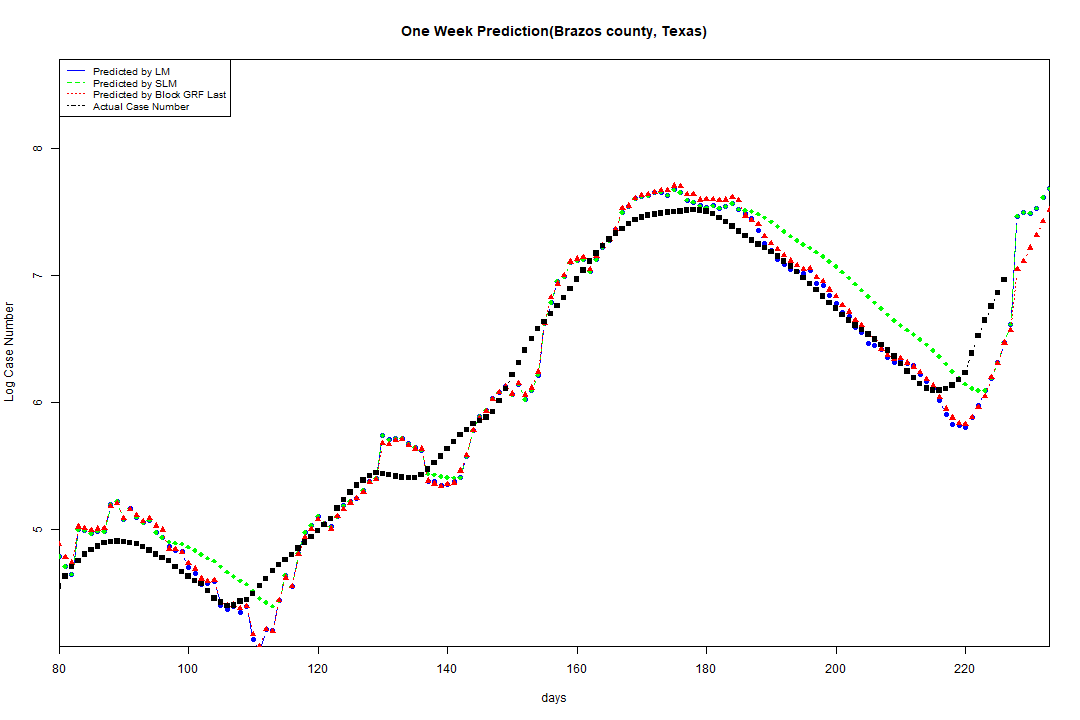 One Week Prediction(Brazos county, Texas)
Predicted by LM
Predicted by SLM
Predicted by Block GRF Last
Actual Case Number
8
7
6
5
Log Case Number
80 100 120 140 160 180 200 220
days